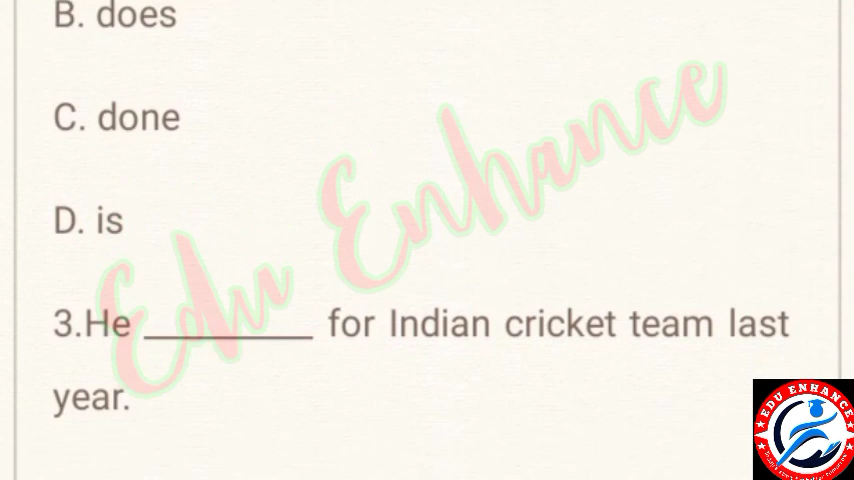 B. does
C. done
D. is
3.He __________ for Indian cricket team last
year.
Edu Enhance
EDU ENHANCE